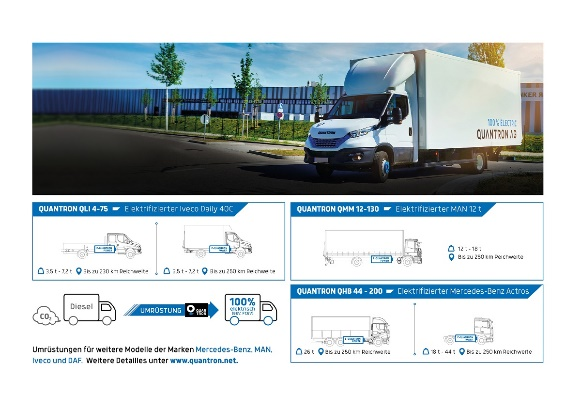 100% ELECTRIC
QUANTRON AG
QUANTRON QLI 4-75 Elektrifizierter Iveco Daily 40C
3,5 t - 7,2 t Bis zu 230 km Reichweite
3,5 t - 7,2 t Bis zu 250 km Reichweite
QUANTRON QMM 12-130 Elektrifizierter MAN 12 t
12 t - 18 t
Bis zu 250 km Reichweite
CO₂
Diesel
UMRÜSTUNG
100%
elektrisch
QUANTRON QHB 44 - 200 Elektrifizierter Mercedes-Benz Actros
26 t Bis zu 250 km Reichweite
18 t - 44 t Bis zu 250 km Reichweite
Umrüstungen für weitere Modelle der Marken Mercedes-Benz, MAN,
Iveco und DAF. Weitere Detailles unter www.quantron.net.